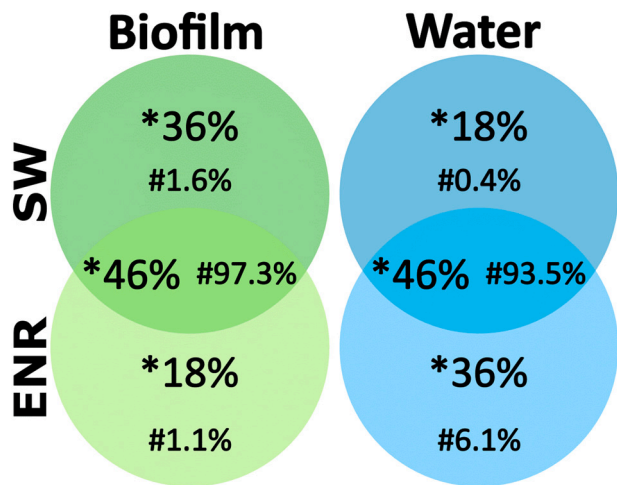 Biofilm
Water
SW
*36%
#1.6%
*18%
#0.4%
*46% #97.3%
*46% #93.5%
ENR
*18%
#1.1%
*36%
#6.1%